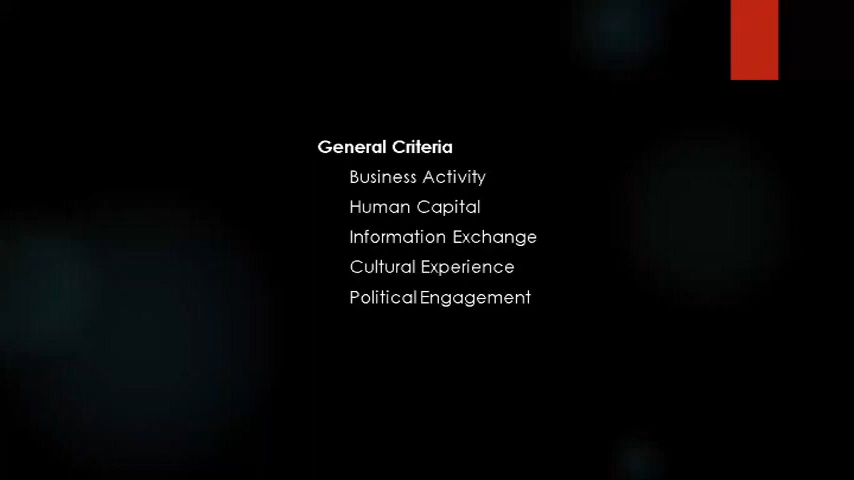 General Criteria
Business Activity
Human Capital
Information Exchange
Cultural Experience
Political Engagement